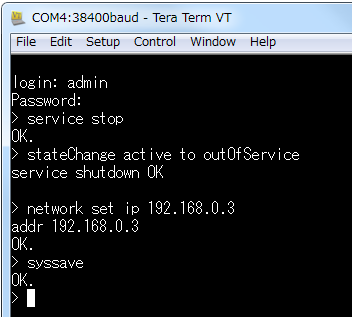 COM4:38400baud - Tera Term VT
File Edit Setup Control Window Help
login: admin
Password:
> service stop
OK.
> stateChange active to outOfService
service shutdown OK
> network set ip 192.168.0.3
addr 192.168.0.3
OK.
> syssave
OK.
>